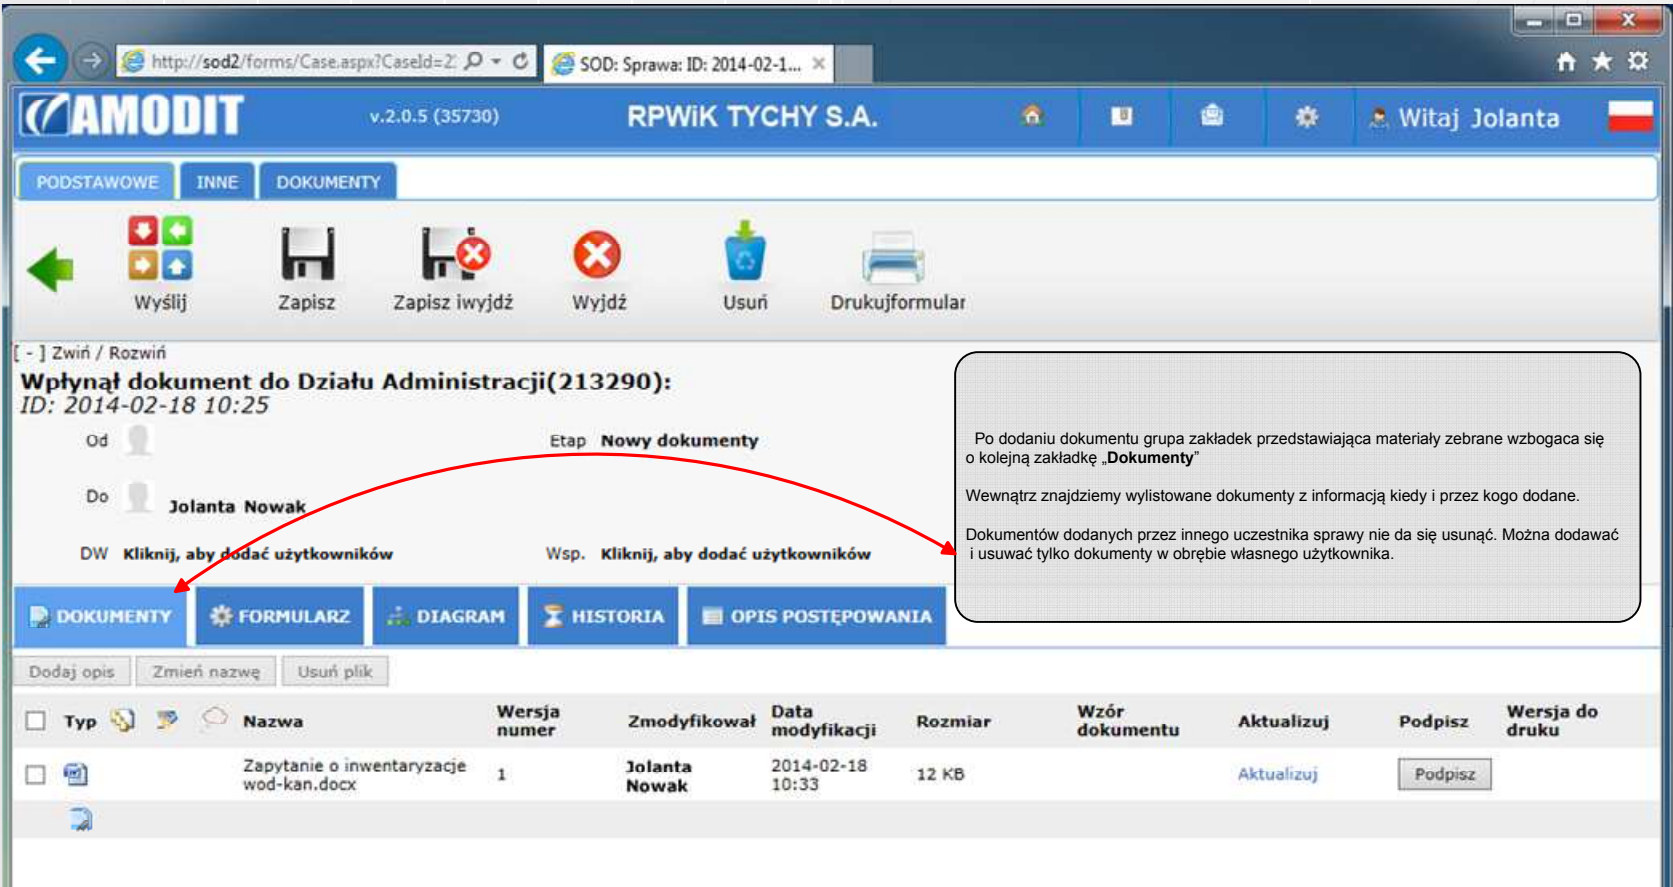 http://sod2/forms/Case.aspx?CaseId=2
SOD: Sprawa: ID: 2014-02-1...
AMODIT
v.2.0.5 (35730)
RPWiK TYCHY S.A.
Witaj Jolanta
PODSTAWOWE INNE DOKUMENTY
Wyślij Zapisz Zapisz iwyjdź Wyjdź Usuń Drukujformular
[ - ] Zwiń / Rozwiń
Wpłynął dokument do Działu Administracji(213290):
ID: 2014-02-18 10:25
Od
Etap Nowy dokumenty
Do Jolanta Nowak
DW Kliknij, aby dodać użytkowników
Wsp. Kliknij, aby dodać użytkowników
Po dodaniu dokumentu grupa zakładek przedstawiająca materiały zebrane wzbogaca się
o kolejną zakładkę „Dokumenty”
Wewnątrz znajdziemy wylistowane dokumenty z informacją kiedy i przez kogo dodane.
Dokumentów dodanych przez innego uczestnika sprawy nie da się usunąć. Można dodawać
i usuwać tylko dokumenty w obrębie własnego użytkownika.
DOKUMENTY FORMULARZ DIAGRAM HISTORIA OPIS POSTĘPOWANIA
Dodaj opis Zmień nazwę Usuń plik
Typ Nazwa Wersja numer Zmodyfikował Data modyfikacji Rozmiar Wzór dokumentu Aktualizuj Podpisz Wersja do druku
Zapytanie o inwentaryzacje
wod-kan.docx
1
Jolanta
Nowak
2014-02-18
10:33
12 KB
Aktualizuj
Podpisz